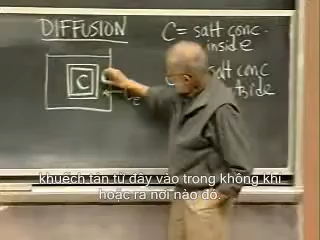 DIFFUSION
C = salt conc
inside
C
salt conc
khuếch tán từ đây vào trong không khí
hoặc ra nơi nào đó.